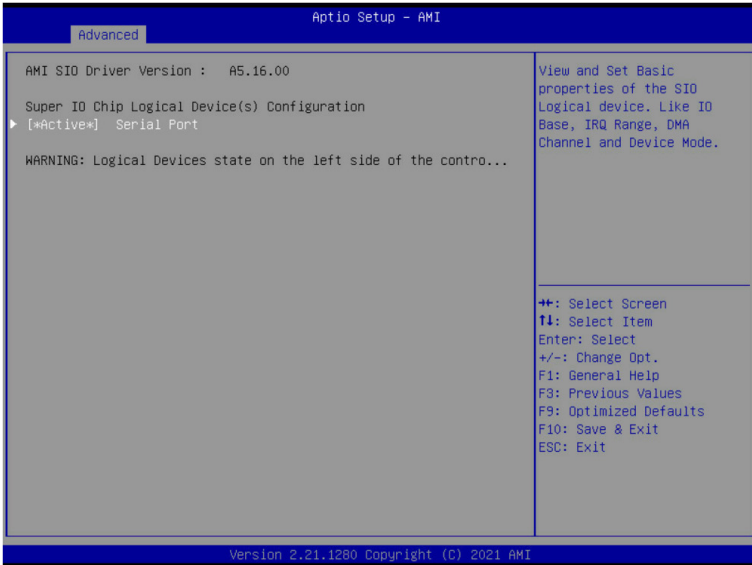 Aptio Setup – AMI
Advanced
AMI SIO Driver Version : A5.16.00
Super IO Chip Logical Device(s) Configuration
[*Active*] Serial Port
WARNING: Logical Devices state on the left side of the contro...
View and Set Basic
properties of the SIO
Logical device. Like IO
Base, IRQ Range, DMA
Channel and Device Mode.
→←: Select Screen
↑↓: Select Item
Enter: Select
+/-: Change Opt.
F1: General Help
F3: Previous Values
F9: Optimized Defaults
F10: Save & Exit
ESC: Exit
Version 2.21.1280 Copyright (C) 2021 AMI